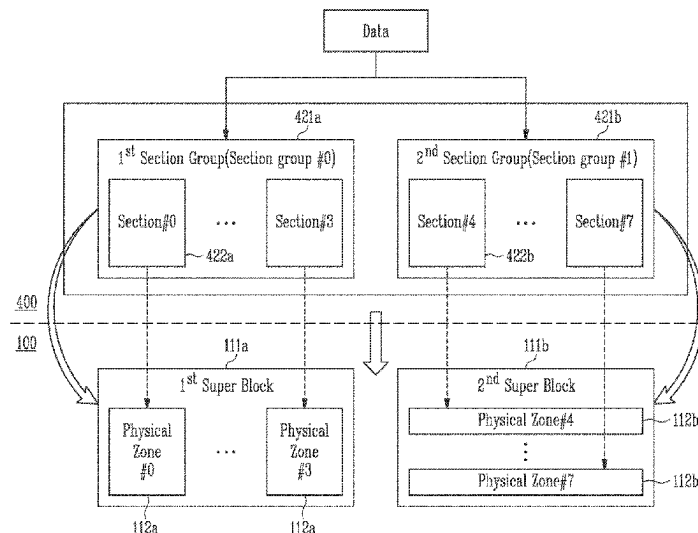 Data
421a
421b
1st Section Group(Section group #0)
2nd Section Group(Section group #1)
Section#0
...
Section#3
Section#4
...
Section#7
422a
422b
400
100
111a
111b
1st Super Block
2nd Super Block
Physical
Zone
#0
...
Physical
Zone
#3
Physical Zone#4
112b
Physical Zone#7
112b
112a
112a